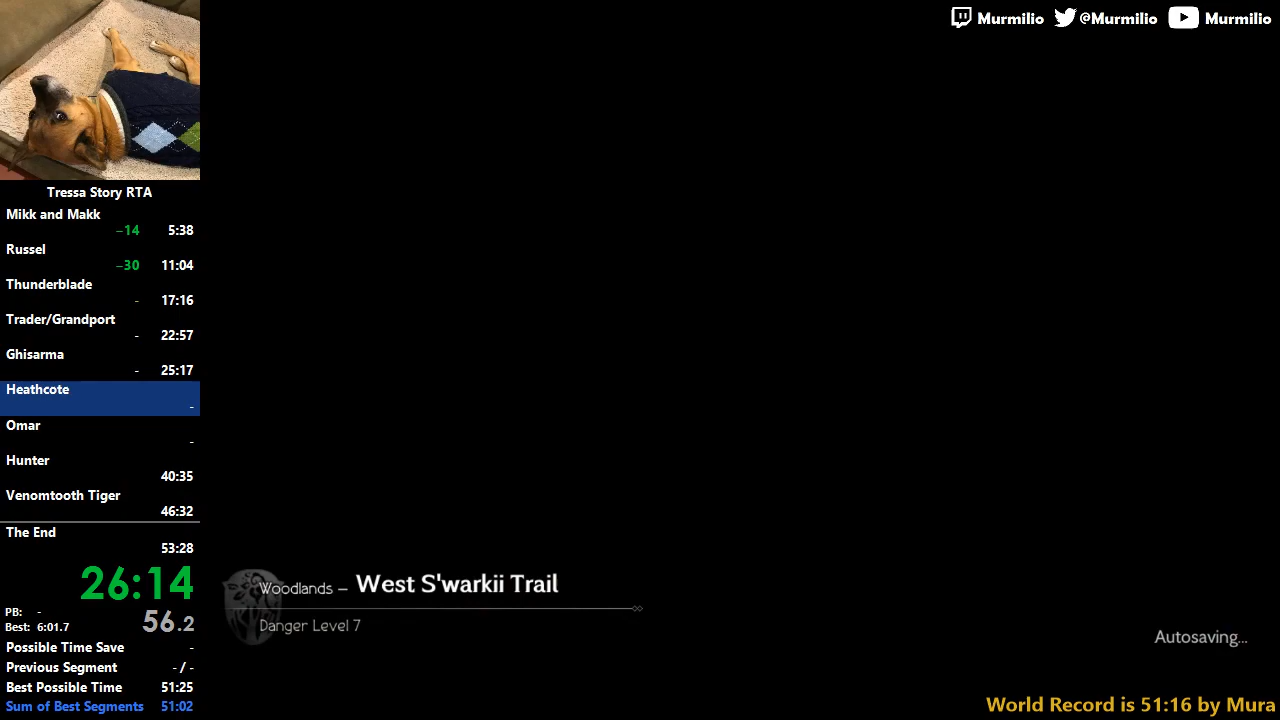 Murmilio @Murmilio Murmilio
Tressa Story RTA
Mikk and Makk
−14 5:38
Russel
−30 11:04
Thunderblade
- 17:16
Trader/Grandport
- 22:57
Ghisarma
- 25:17
Heathcote
-
Omar
-
Hunter
40:35
Venomtooth Tiger
46:32
The End
53:28
26:14
PB: -
56.2
Best: 6:01.7
Possible Time Save -
Previous Segment - / -
Best Possible Time 51:25
Sum of Best Segments 51:02
Woodlands – West S'warkii Trail
Danger Level 7
Autosaving...
World Record is 51:16 by Mura